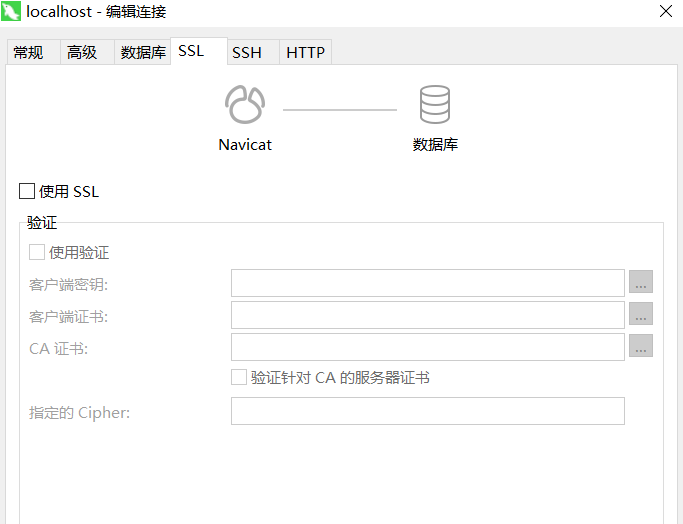 localhost - 编辑连接
常规 高级 数据库 SSL SSH HTTP
Navicat 数据库
使用 SSL
验证
使用验证
客户端密钥: ...
客户端证书: ...
CA 证书: ...
验证针对 CA 的服务器证书
指定的 Cipher: